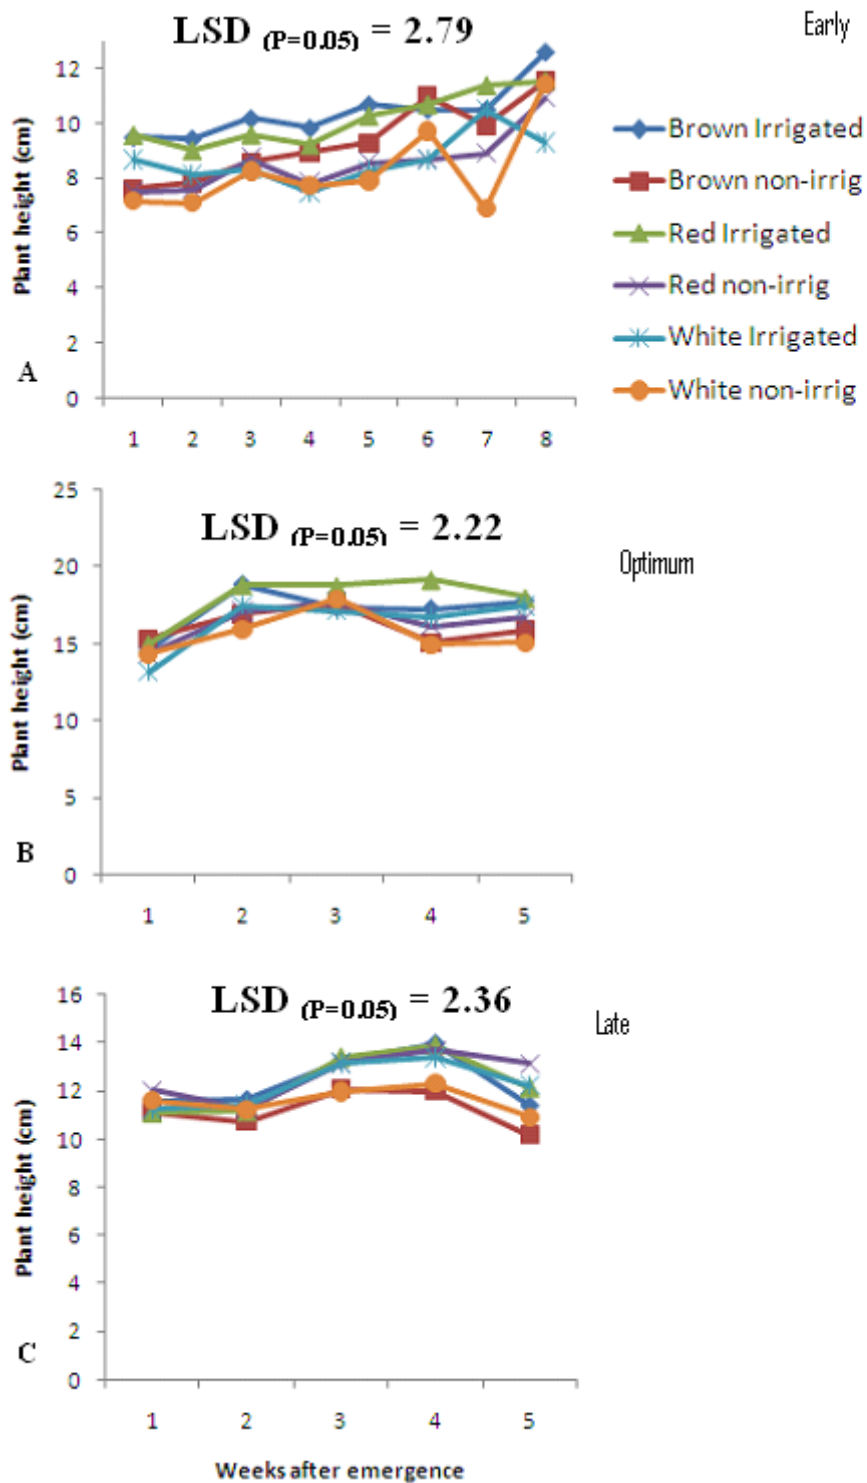 LSD (P=0.05) = 2.79
Early
Plant height (cm)
12
10
8
6
4
2
0
A
1 2 3 4 5 6 7 8
Brown Irrigated
Brown non-irrig
Red Irrigated
Red non-irrig
White Irrigated
White non-irrig
LSD (P=0.05) = 2.22
Optimum
Plant height (cm)
25
20
15
10
5
0
B
1 2 3 4 5
LSD (P=0.05) = 2.36
Late
Plant height (cm)
16
14
12
10
8
6
4
2
0
C
1 2 3 4 5
Weeks after emergence